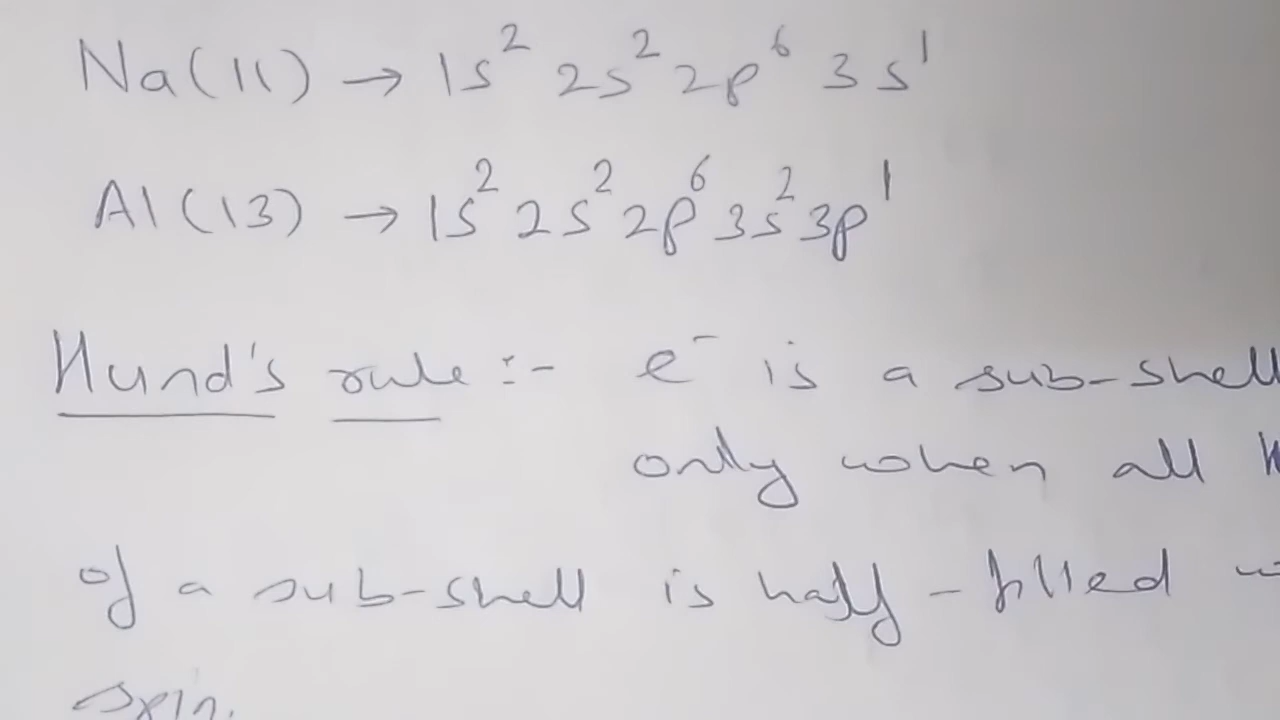 Na(11) → 1s² 2s² 2p⁶ 3s¹
Al(13) → 1s² 2s² 2p⁶ 3s² 3p¹
Hund's rule :- e⁻ is a sub-shell
only when all
of a sub-shell is half-filled
spin.